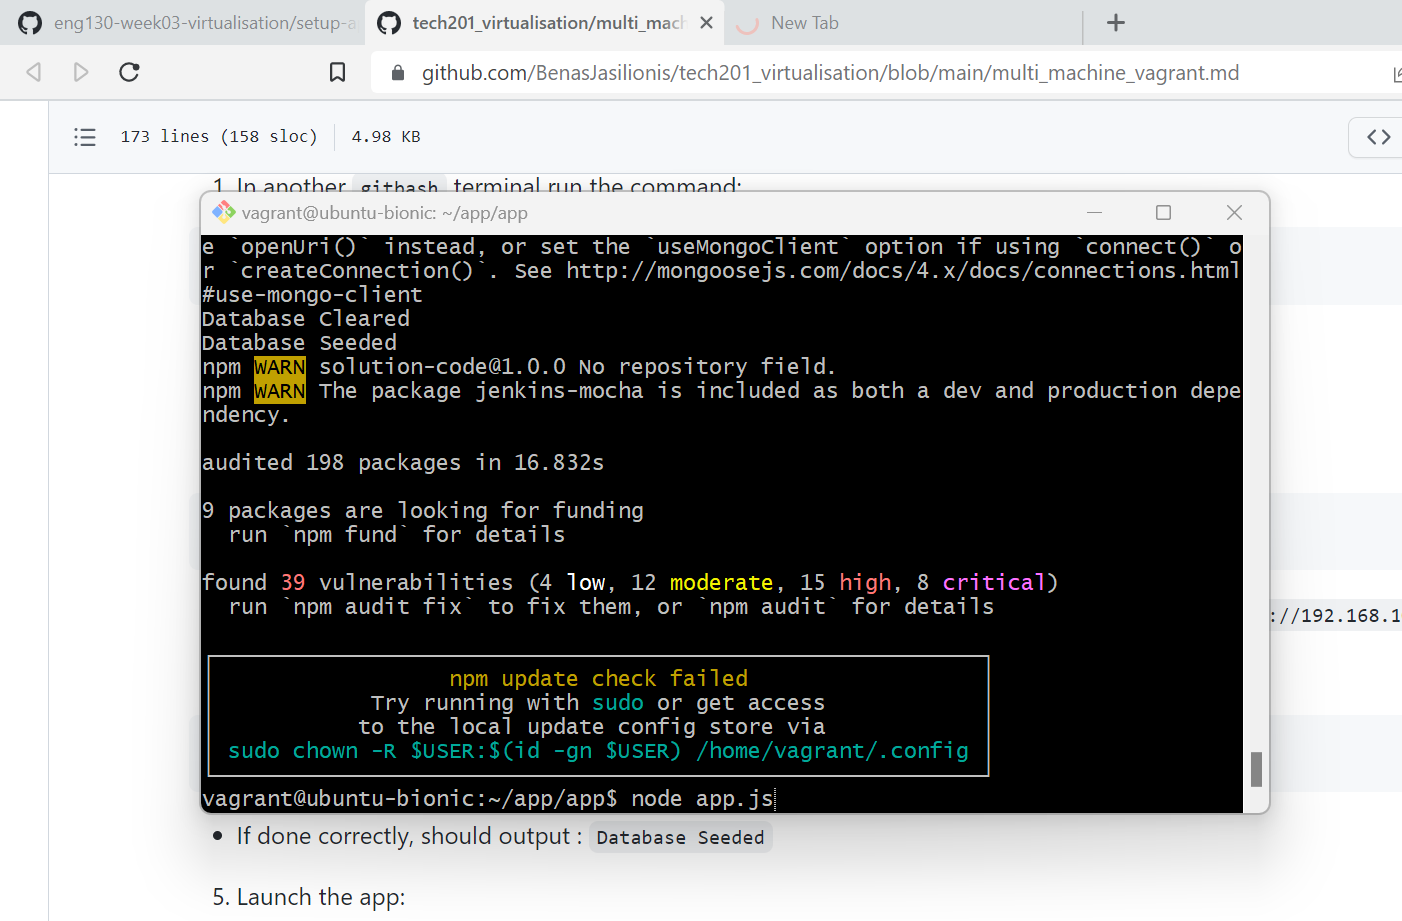 eng130-week03-virtualisation/setup-a
tech201_virtualisation/multi_mach
New Tab
github.com/BenasJasilionis/tech201_virtualisation/blob/main/multi_machine_vagrant.md
173 lines (158 sloc) 4.98 KB
1. In another gitbash terminal run the command:
vagrant@ubuntu-bionic: ~/app/app
e `openUri()` instead, or set the `useMongoClient` option if using `connect()` o
r `createConnection()`. See http://mongoosejs.com/docs/4.x/docs/connections.html
#use-mongo-client
Database Cleared
Database Seeded
npm WARN solution-code@1.0.0 No repository field.
npm WARN The package jenkins-mocha is included as both a dev and production depe
ndency.
audited 198 packages in 16.832s
9 packages are looking for funding
run `npm fund` for details
found 39 vulnerabilities (4 low, 12 moderate, 15 high, 8 critical)
run `npm audit fix` to fix them, or `npm audit` for details
://192.168.1
npm update check failed
Try running with sudo or get access
to the local update config store via
sudo chown -R $USER:$(id -gn $USER) /home/vagrant/.config
vagrant@ubuntu-bionic:~/app/app$ node app.js
• If done correctly, should output : Database Seeded
5. Launch the app: